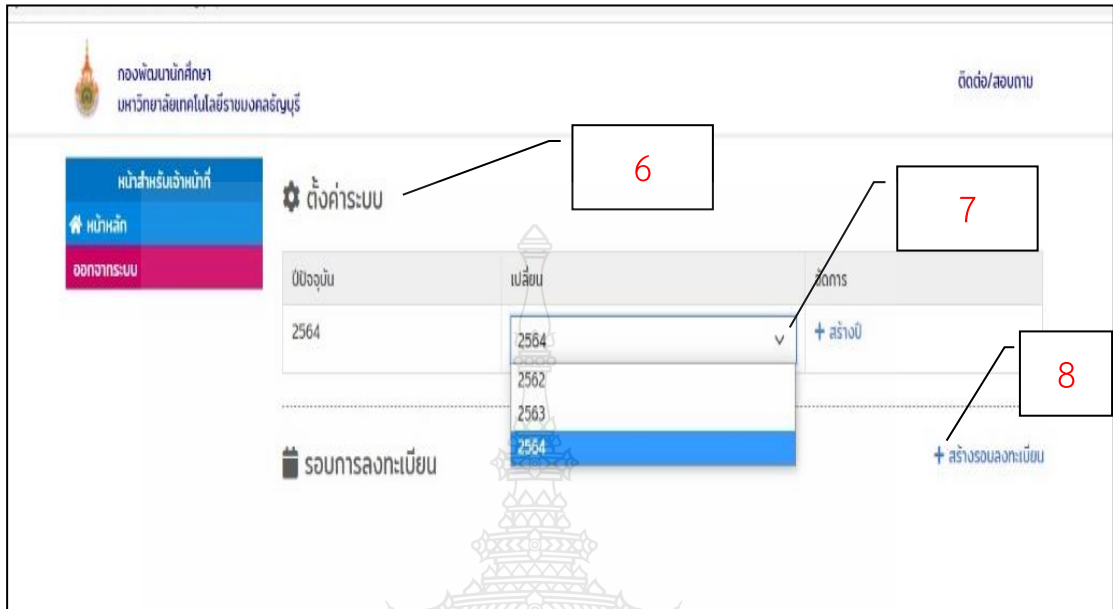 กองพัฒนานักศึกษา
มหาวิทยาลัยเทคโนโลยีราชมงคลธัญบุรี
ติดต่อ/สอบถาม
หน้าสำหรับเจ้าหน้าที่
หน้าหลัก
ออกจากระบบ
ตั้งค่าระบบ
6
7
ปีปัจจุบัน เปลี่ยน จัดการ
2564 2564 + สร้างปี
2562
2563
2564
8
รอบการลงทะเบียน
+ สร้างรอบลงทะเบียน